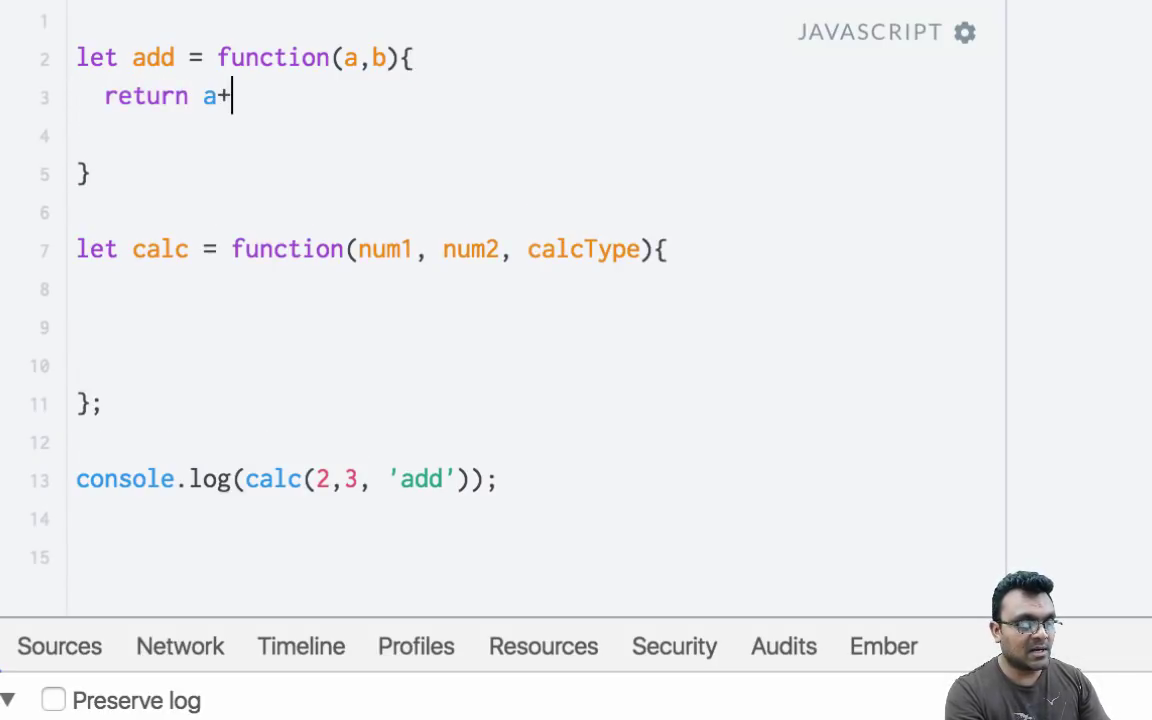 JAVASCRIPT
1
2 let add = function(a,b){
3 return a+
4
5 }
6
7 let calc = function(num1, num2, calcType){
8
9
10
11 };
12
13 console.log(calc(2,3, 'add'));
14
15
Sources Network Timeline Profiles Resources Security Audits Ember
Preserve log